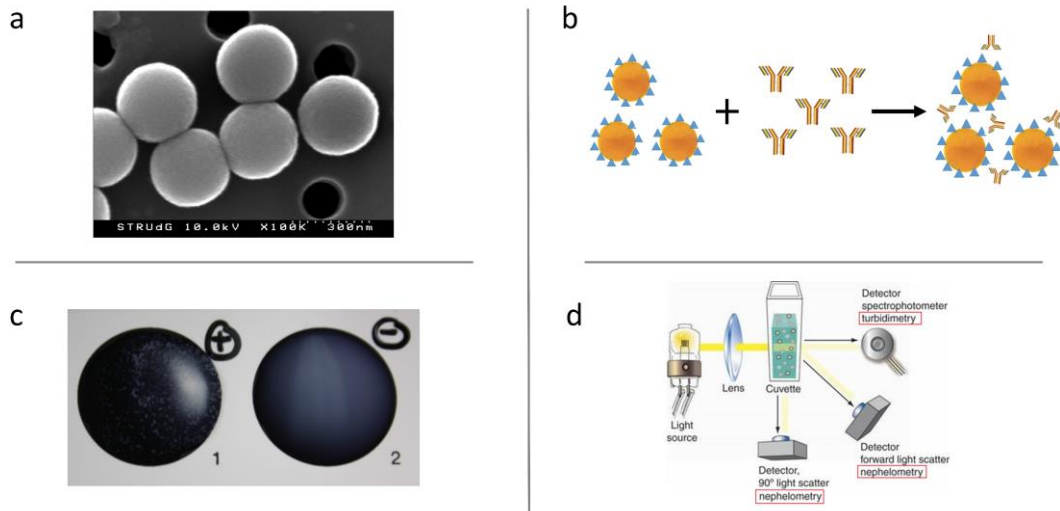 a
STRUdG 10.0kV X100K 300nm
b
+
c
+
-
1
2
d
Detector
spectrophotometer
turbidimetry
Lens
Cuvette
Light
source
Detector
forward light scatter
nephelometry
Detector,
90° light scatter
nephelometry